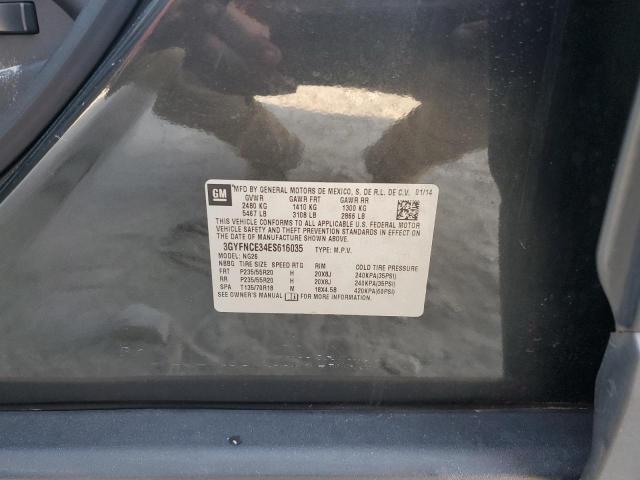 GM
MFD BY GENERAL MOTORS DE MEXICO, S. DE R.L. DE C.V. 01/14
GVWR GAWR FRT GAWR RR
2480 KG 1410 KG 1300 KG
5467 LB 3108 LB 2866 LB
THIS VEHICLE CONFORMS TO ALL APPLICABLE U.S. FEDERAL MOTOR
VEHICLE SAFETY AND THEFT PREVENTION STANDARDS IN EFFECT ON
THE DATE OF MANUFACTURE SHOWN ABOVE.
3GYFNCE34ES616035 TYPE: M.P.V.
MODEL: NG26
NBBG TIRE SIZE SPEED RTG RIM COLD TIRE PRESSURE
FRT P235/55R20 H 20X8J 240KPA(35PSI)
RR P235/55R20 H 20X8J 240KPA(35PSI)
SPA T135/70R18 M 18X4.5B 420KPA(60PSI)
SEE OWNER'S MANUAL FOR MORE INFORMATION.